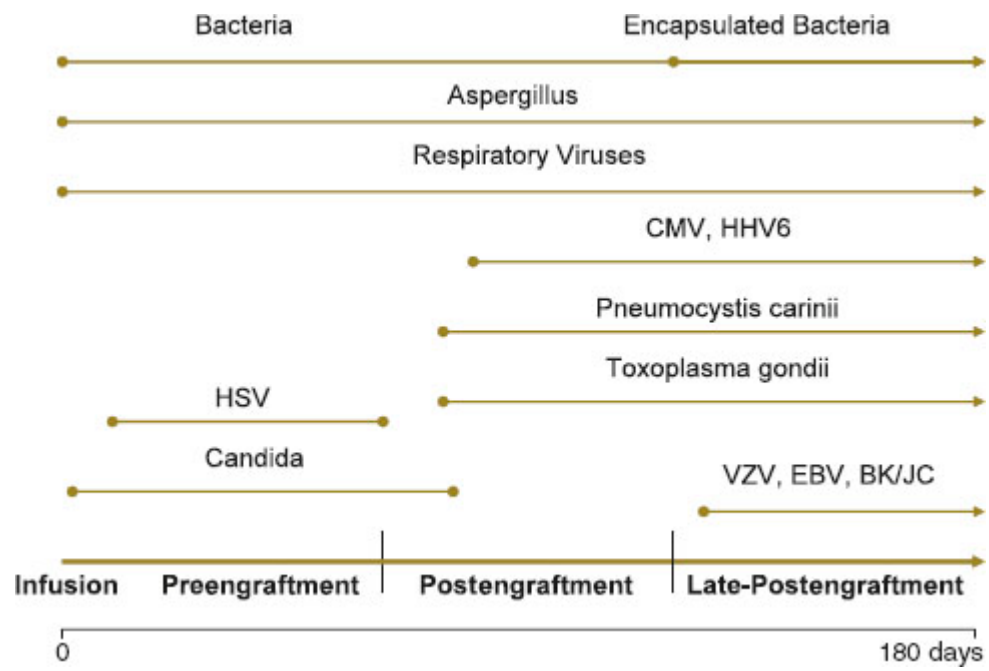 Bacteria Encapsulated Bacteria
Aspergillus
Respiratory Viruses
CMV, HHV6
Pneumocystis carinii
Toxoplasma gondii
HSV
Candida
VZV, EBV, BK/JC
Infusion Preengraftment Postengraftment Late-Postengraftment
0 180 days